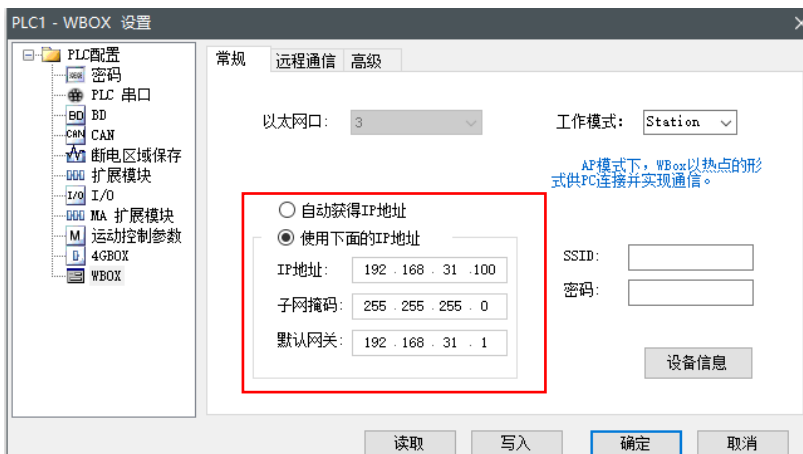 PLC1 - WBOX 设置
PLC配置
密码
PLC 串口
BD BD
CAN CAN
断电区域保存
扩展模块
I/O I/O
MA 扩展模块
M 运动控制参数
4GBOX
WBOX
常规 远程通信 高级
以太网口: 3
工作模式: Station
AP模式下，WBox以热点的形
式供PC连接并实现通信。
自动获得IP地址
使用下面的IP地址
IP地址: 192 . 168 . 31 .100
子网掩码: 255 . 255 . 255 . 0
默认网关: 192 . 168 . 31 . 1
SSID:
密码:
设备信息
读取 写入 确定 取消